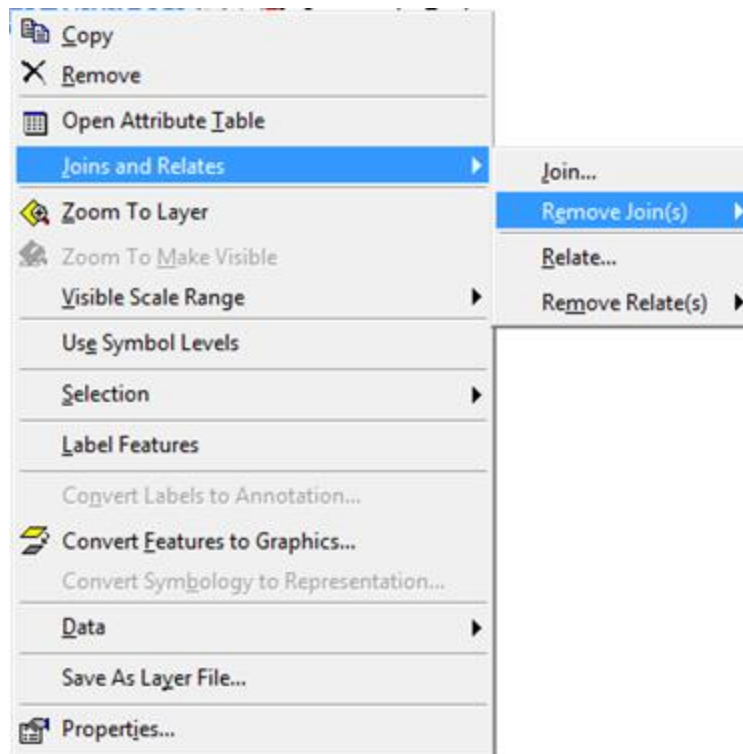 Copy
Remove
Open Attribute Table
Joins and Relates
Zoom To Layer
Zoom To Make Visible
Visible Scale Range
Use Symbol Levels
Selection
Label Features
Convert Labels to Annotation...
Convert Features to Graphics...
Convert Symbology to Representation...
Data
Save As Layer File...
Properties...
Join...
Remove Join(s)
Relate...
Remove Relate(s)